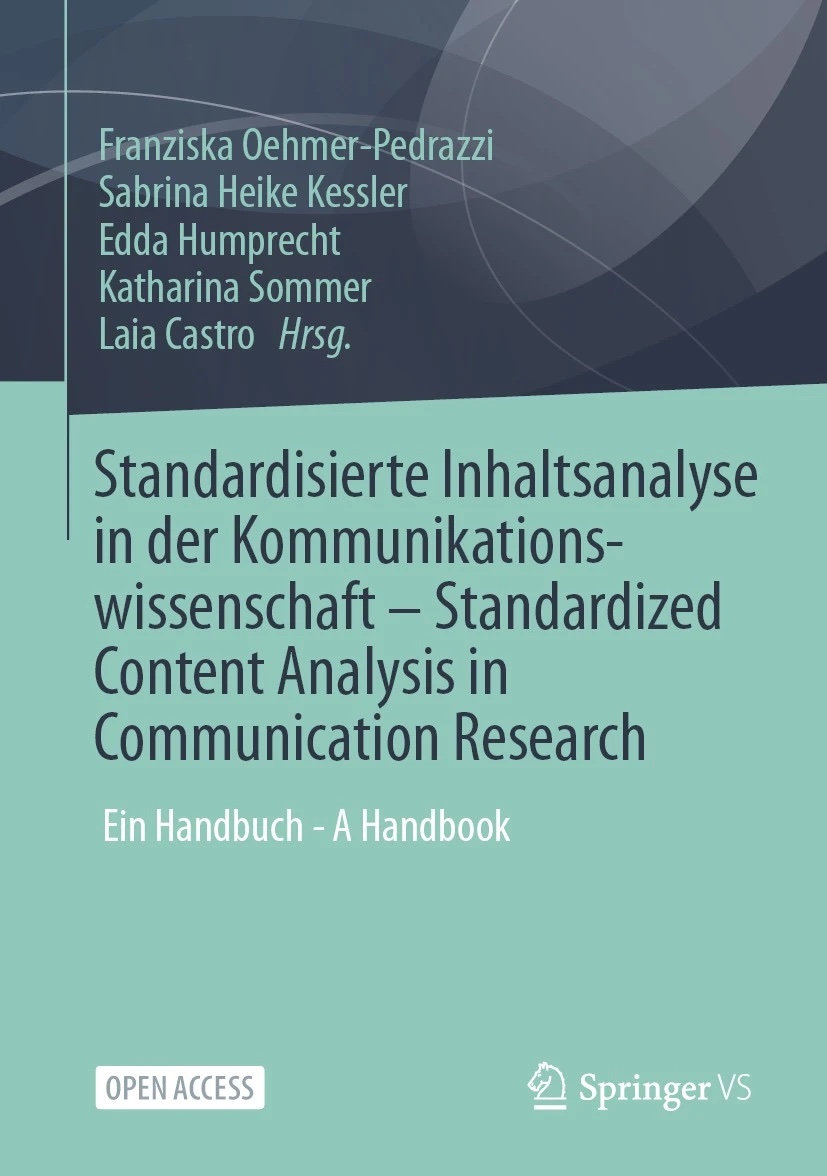 Franziska Oehmer-Pedrazzi
Sabrina Heike Kessler
Edda Humprecht
Katharina Sommer
Laia Castro Hrsg.
Standardisierte Inhaltsanalyse
in der Kommunikations-
wissenschaft – Standardized
Content Analysis in
Communication Research
Ein Handbuch - A Handbook
OPEN ACCESS
Springer VS